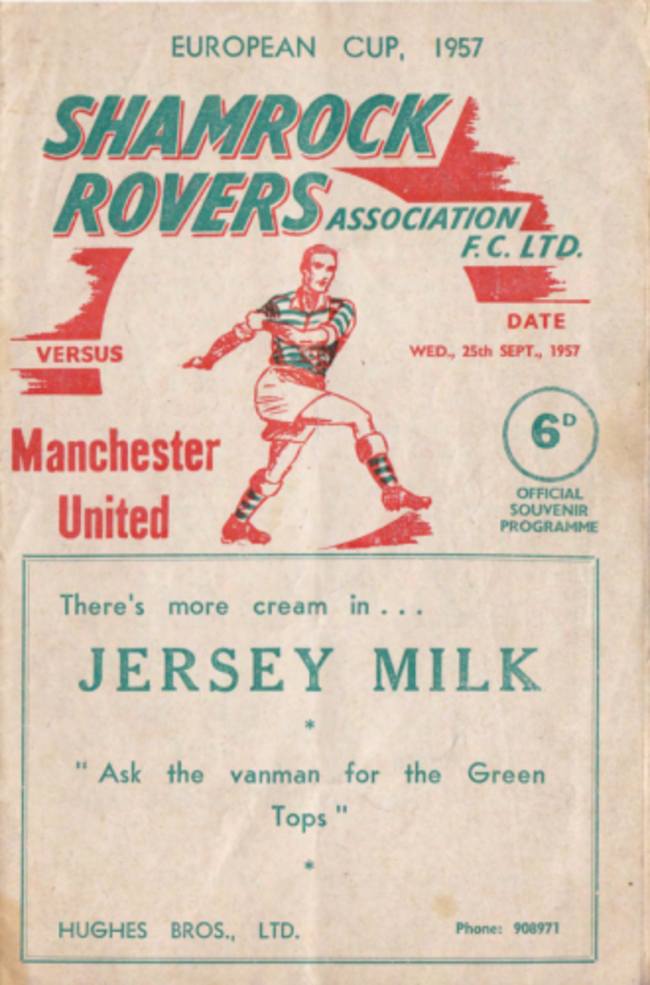 EUROPEAN CUP, 1957
SHAMROCK
ROVERS ASSOCIATION
F.C. LTD.
VERSUS
DATE
WED., 25th SEPT., 1957
Manchester
United
6D
OFFICIAL
SOUVENIR
PROGRAMME
There's more cream in . . .
JERSEY MILK
*
" Ask the vanman for the Green
Tops "
*
HUGHES BROS., LTD.
Phone: 908971